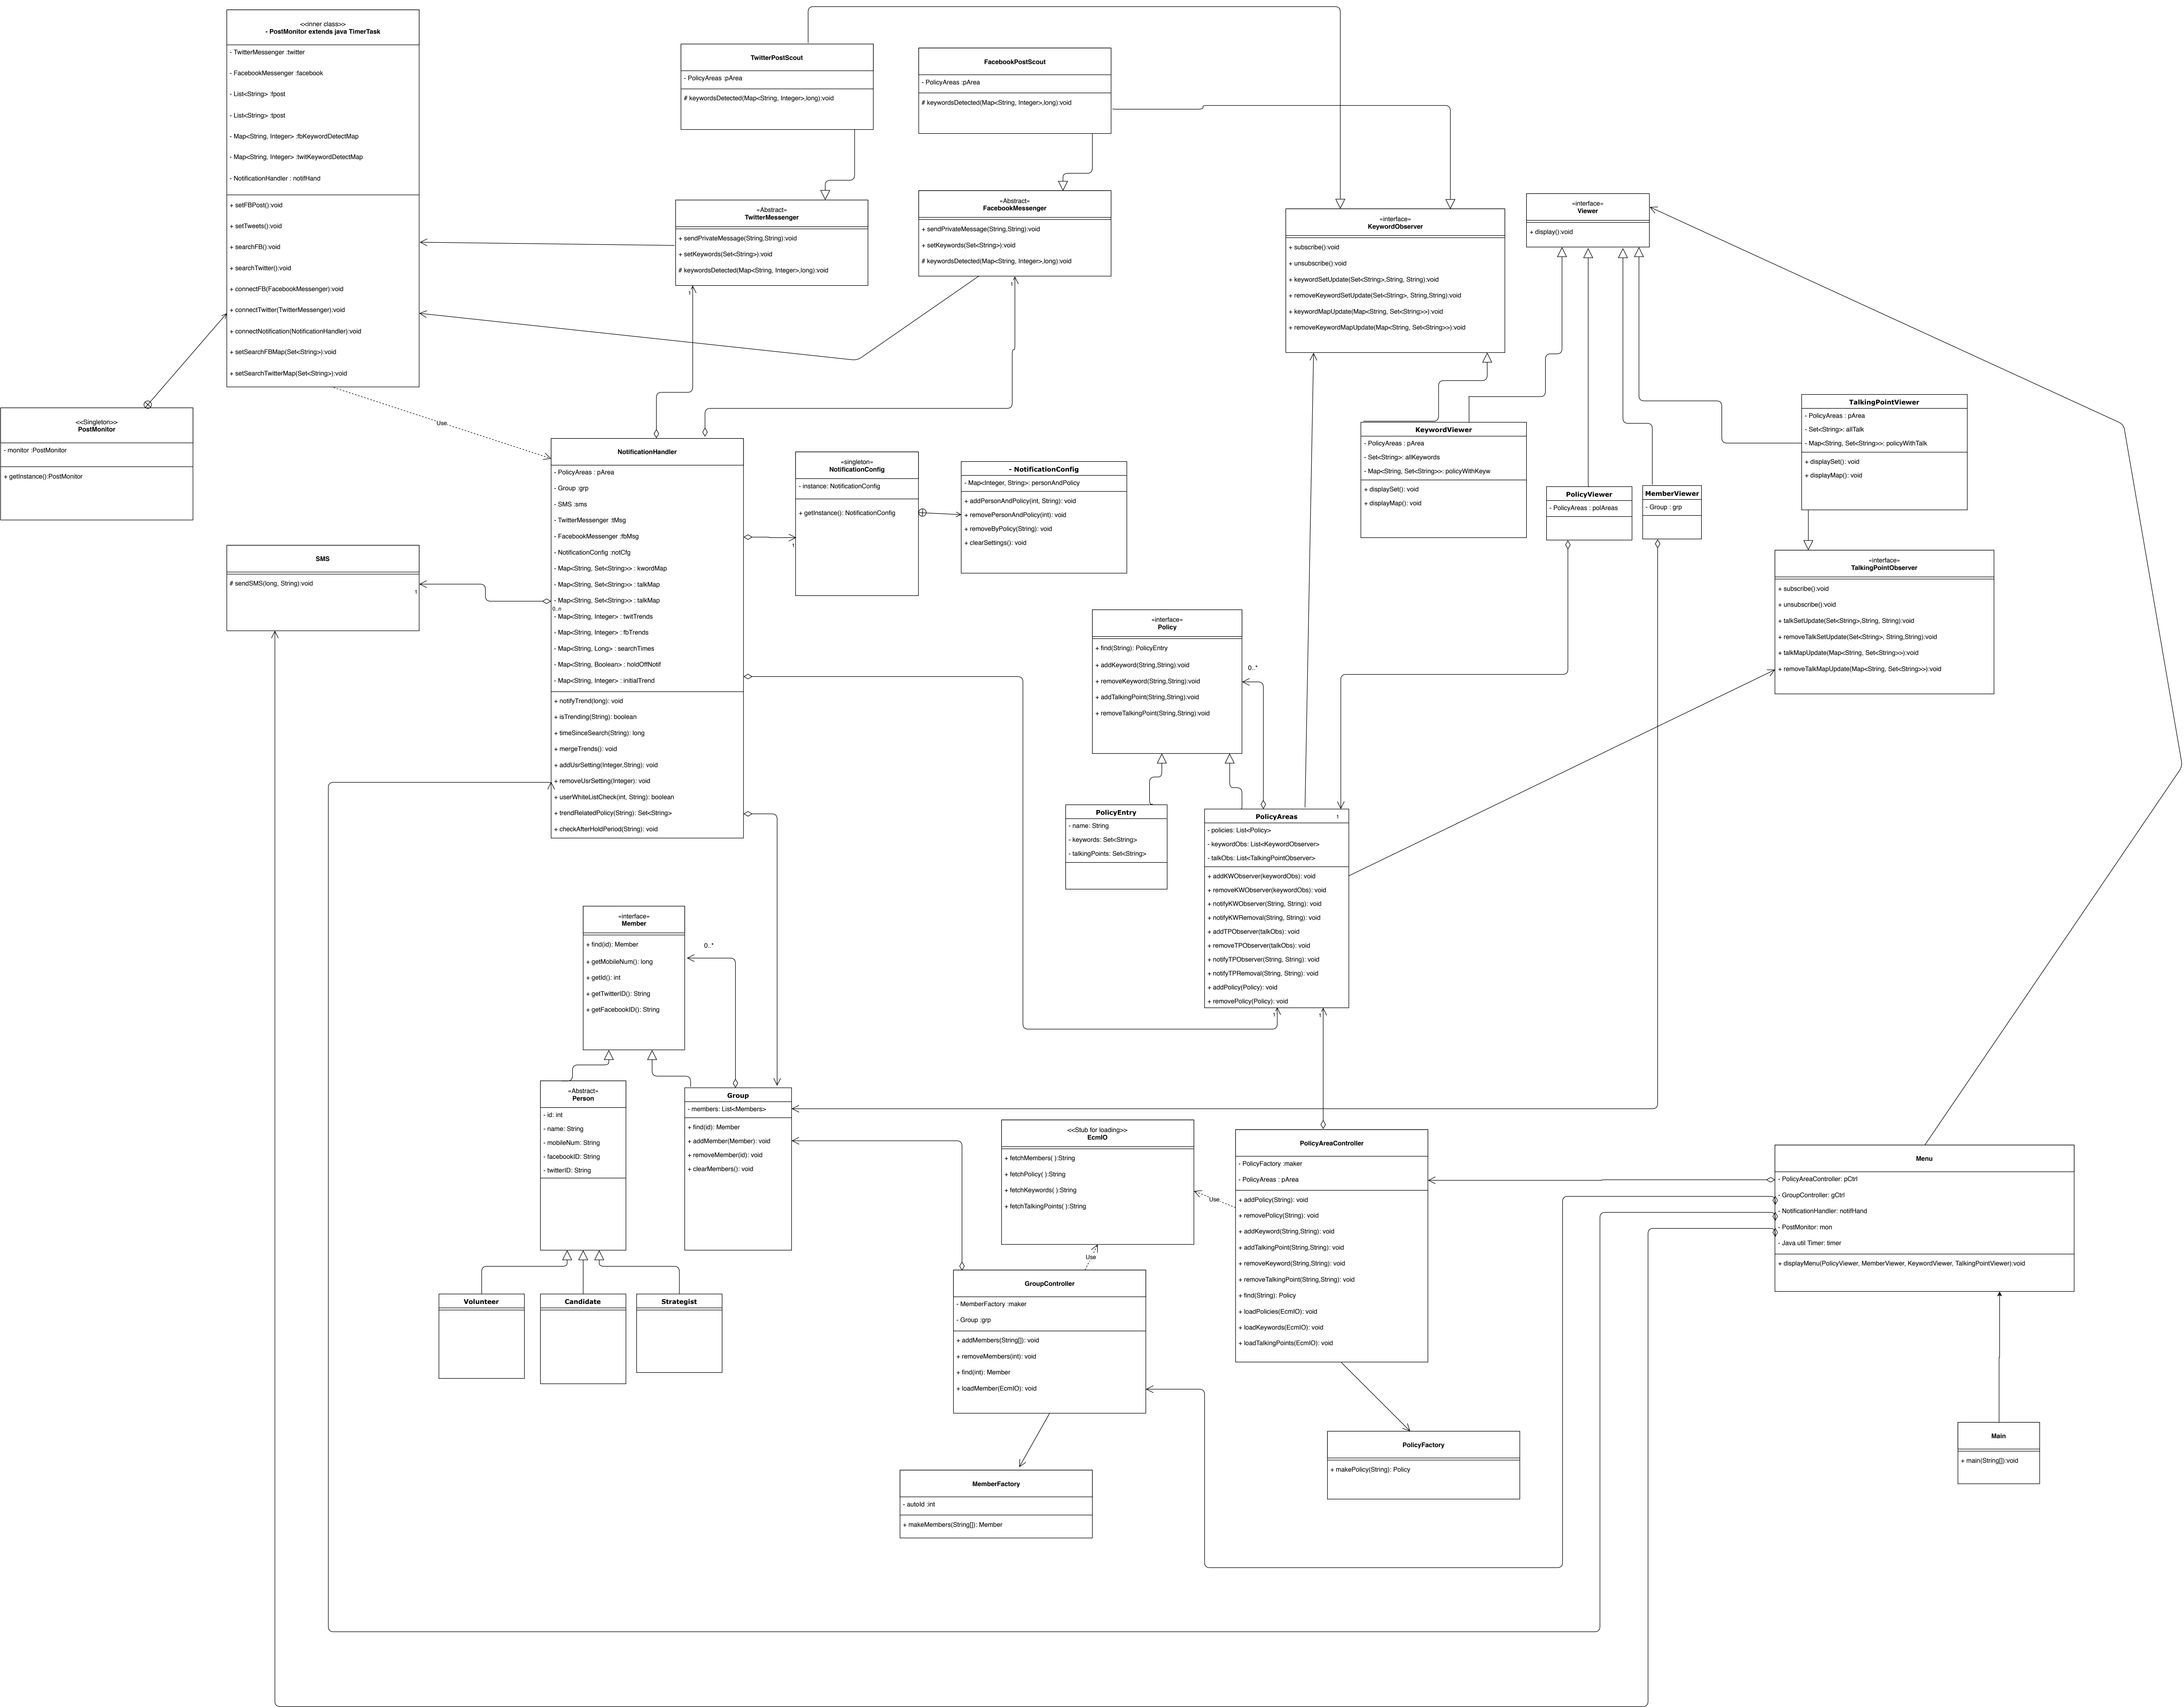 <<inner class>>
- PostMonitor extends java TimerTask
- TwitterMessenger :twitter
- FacebookMessenger :facebook
- List<String> :fpost
- List<String> :tpost
- Map<String, Integer> :fbKeywordDetectMap
- Map<String, Integer> :twitKeywordDetectMap
- NotificationHandler : notifHand
+ setFBPost():void
+ setTweets():void
+ searchFB():void
+ searchTwitter():void
+ connectFB(FacebookMessenger):void
+ connectTwitter(TwitterMessenger):void
+ connectNotification(NotificationHandler):void
+ setSearchFBMap(Set<String>):void
+ setSearchTwitterMap(Set<String>):void
TwitterPostScout
- PolicyAreas :pArea
# keywordsDetected(Map<String, Integer>,long):void
FacebookPostScout
- PolicyAreas :pArea
# keywordsDetected(Map<String, Integer>,long):void
«Abstract»
TwitterMessenger
+ sendPrivateMessage(String,String):void
+ setKeywords(Set<String>):void
# keywordsDetected(Map<String, Integer>,long):void
1
«Abstract»
FacebookMessenger
+ sendPrivateMessage(String,String):void
+ setKeywords(Set<String>):void
# keywordsDetected(Map<String, Integer>,long):void
1
«interface»
KeywordObserver
+ subscribe():void
+ unsubscribe():void
+ keywordSetUpdate(Set<String>,String, String):void
+ removeKeywordSetUpdate(Set<String>, String,String):void
+ keywordMapUpdate(Map<String, Set<String>>):void
+ removeKeywordMapUpdate(Map<String, Set<String>>):void
«interface»
Viewer
+ display():void
<<Singleton>>
PostMonitor
- monitor :PostMonitor
+ getInstance():PostMonitor
Use
NotificationHandler
- PolicyAreas : pArea
- Group :grp
- SMS :sms
- TwitterMessenger :tMsg
- FacebookMessenger :fbMsg
- NotificationConfig :notCfg
- Map<String, Set<String>> : kwordMap
- Map<String, Set<String>> : talkMap
- Map<String, Set<String>> : talkMap
0..n
- Map<String, Integer> : twitTrends
- Map<String, Integer> : fbTrends
- Map<String, Long> : searchTimes
- Map<String, Boolean> : holdOffNotif
- Map<String, Integer> : initialTrend
+ notifyTrend(long): void
+ isTrending(String): boolean
+ timeSinceSearch(String): long
+ mergeTrends(): void
+ addUsrSetting(Integer,String): void
+ removeUsrSetting(Integer): void
+ userWhiteListCheck(int, String): boolean
+ trendRelatedPolicy(String): Set<String>
+ checkAfterHoldPeriod(String): void
«singleton»
NotificationConfig
- instance: NotificationConfig
+ getInstance(): NotificationConfig
1
- NotificationConfig
- Map<Integer, String>: personAndPolicy
+ addPersonAndPolicy(int, String): void
+ removePersonAndPolicy(int): void
+ removeByPolicy(String): void
+ clearSettings(): void
KeywordViewer
- PolicyAreas : pArea
- Set<String>: allKeywords
- Map<String, Set<String>>: policyWithKeyw
+ displaySet(): void
+ displayMap(): void
TalkingPointViewer
- PolicyAreas : pArea
- Set<String>: allTalk
- Map<String, Set<String>>: policyWithTalk
+ displaySet(): void
+ displayMap(): void
PolicyViewer
- PolicyAreas : polAreas
MemberViewer
- Group : grp
SMS
# sendSMS(long, String):void
1
«interface»
TalkingPointObserver
+ subscribe():void
+ unsubscribe():void
+ talkSetUpdate(Set<String>,String, String):void
+ removeTalkSetUpdate(Set<String>, String,String):void
+ talkMapUpdate(Map<String, Set<String>>):void
+ removeTalkMapUpdate(Map<String, Set<String>>):void
«interface»
Policy
+ find(String): PolicyEntry
+ addKeyword(String,String):void
+ removeKeyword(String,String):void
+ addTalkingPoint(String,String):void
+ removeTalkingPoint(String,String):void
0..*
PolicyEntry
- name: String
- keywords: Set<String>
- talkingPoints: Set<String>
PolicyAreas
1
- policies: List<Policy>
- keywordObs: List<KeywordObserver>
- talkObs: List<TalkingPointObserver>
+ addKWObserver(keywordObs): void
+ removeKWObserver(keywordObs): void
+ notifyKWObserver(String, String): void
+ notifyKWRemoval(String, String): void
+ addTPObserver(talkObs): void
+ removeTPObserver(talkObs): void
+ notifyTPObserver(String, String): void
+ notifyTPRemoval(String, String): void
+ addPolicy(Policy): void
+ removePolicy(Policy): void
1
1
«interface»
Member
+ find(id): Member
+ getMobileNum(): long
+ getId(): int
+ getTwitterID(): String
+ getFacebookID(): String
0..*
«Abstract»
Person
- id: int
- name: String
- mobileNum: String
- facebookID: String
- twitterID: String
Group
- members: List<Members>
+ find(id): Member
+ addMember(Member): void
+ removeMember(id): void
+ clearMembers(): void
Volunteer
Candidate
Strategist
<<Stub for loading>>
EcmIO
+ fetchMembers( ):String
+ fetchPolicy( ):String
+ fetchKeywords( ):String
+ fetchTalkingPoints( ):String
Use
Use
PolicyAreaController
- PolicyFactory :maker
- PolicyAreas : pArea
+ addPolicy(String): void
+ removePolicy(String): void
+ addKeyword(String,String): void
+ addTalkingPoint(String,String): void
+ removeKeyword(String,String): void
+ removeTalkingPoint(String,String): void
+ find(String): Policy
+ loadPolicies(EcmIO): void
+ loadKeywords(EcmIO): void
+ loadTalkingPoints(EcmIO): void
Menu
- PolicyAreaController: pCtrl
- GroupController: gCtrl
- NotificationHandler: notifHand
- PostMonitor: mon
- Java.util Timer: timer
+ displayMenu(PolicyViewer, MemberViewer, KeywordViewer, TalkingPointViewer):void
GroupController
- MemberFactory :maker
- Group :grp
+ addMembers(String[]): void
+ removeMembers(int): void
+ find(int): Member
+ loadMember(EcmIO): void
PolicyFactory
+ makePolicy(String): Policy
Main
+ main(String[]):void
MemberFactory
- autoId :int
+ makeMembers(String[]): Member